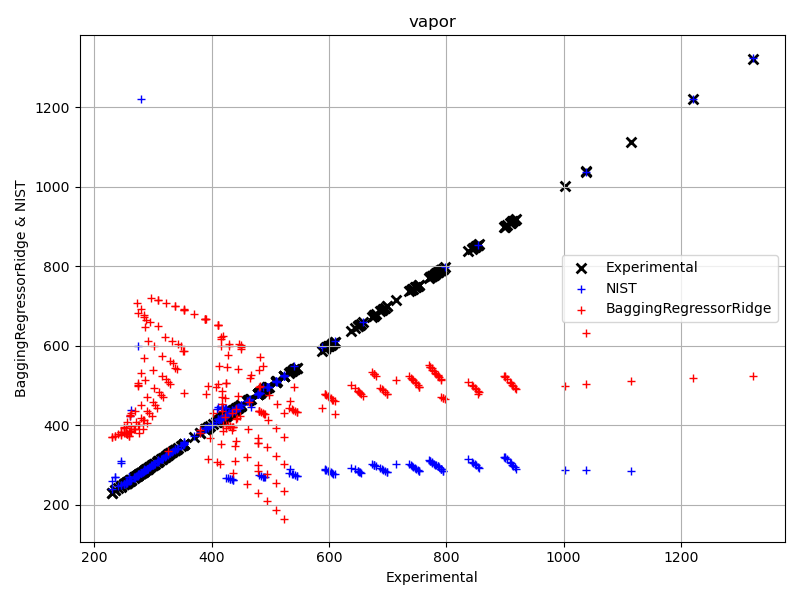 vapor
BaggingRegressorRidge & NIST
1200
1000
800
600
400
200
Experimental
NIST
BaggingRegressorRidge
200 400 600 800 1000 1200
Experimental